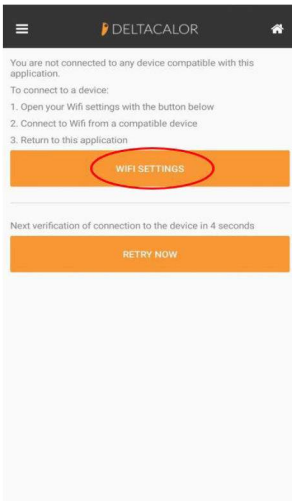 DELTACALOR
You are not connected to any device compatible with this
application.
To connect to a device:
1. Open your Wifi settings with the button below
2. Connect to Wifi from a compatible device
3. Return to this application
WIFI SETTINGS
Next verification of connection to the device in 4 seconds
RETRY NOW